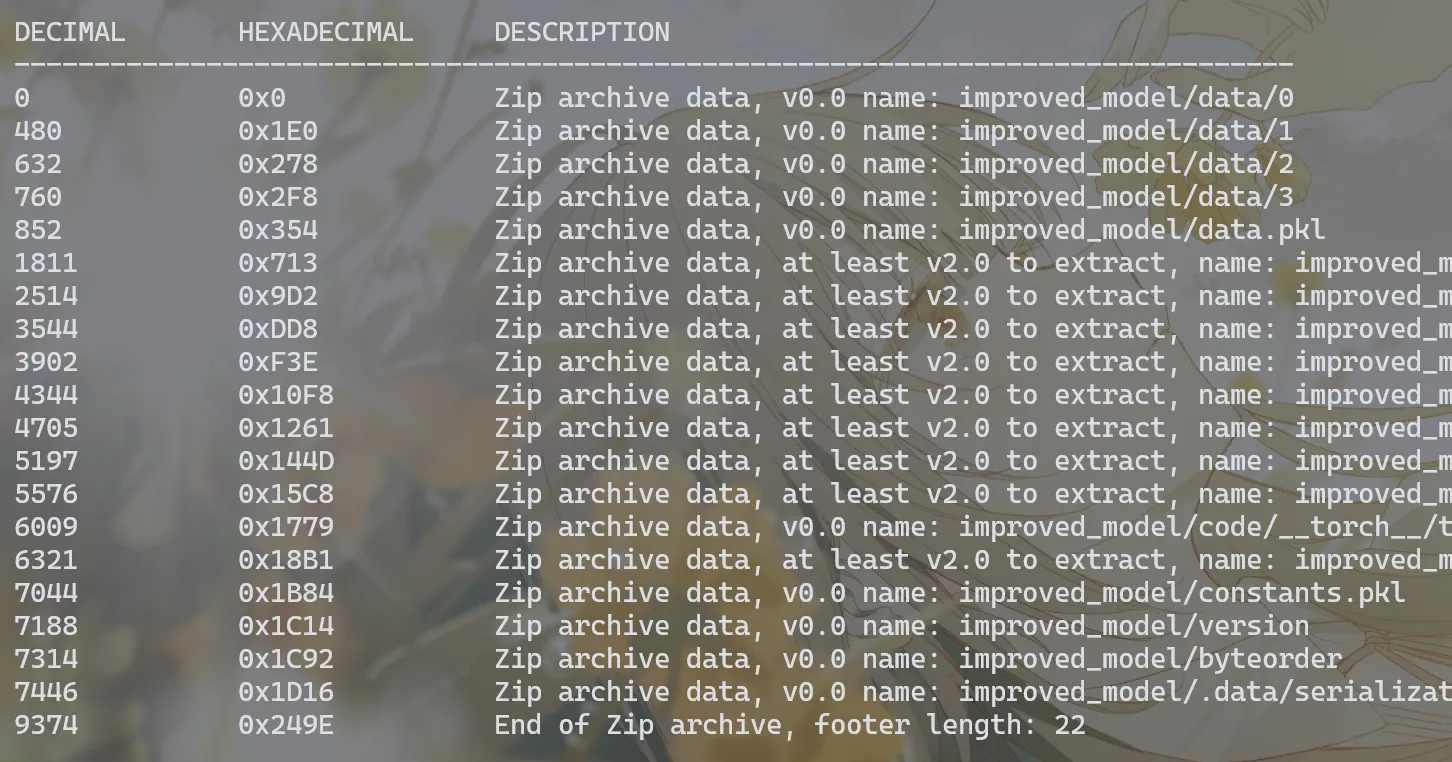 DECIMAL HEXADECIMAL DESCRIPTION
--------------------------------------------------------------------------------
0 0x0 Zip archive data, v0.0 name: improved_model/data/0
480 0x1E0 Zip archive data, v0.0 name: improved_model/data/1
632 0x278 Zip archive data, v0.0 name: improved_model/data/2
760 0x2F8 Zip archive data, v0.0 name: improved_model/data/3
852 0x354 Zip archive data, v0.0 name: improved_model/data.pkl
1811 0x713 Zip archive data, at least v2.0 to extract, name: improved_m
2514 0x9D2 Zip archive data, at least v2.0 to extract, name: improved_m
3544 0xDD8 Zip archive data, at least v2.0 to extract, name: improved_m
3902 0xF3E Zip archive data, at least v2.0 to extract, name: improved_m
4344 0x10F8 Zip archive data, at least v2.0 to extract, name: improved_m
4705 0x1261 Zip archive data, at least v2.0 to extract, name: improved_m
5197 0x144D Zip archive data, at least v2.0 to extract, name: improved_m
5576 0x15C8 Zip archive data, at least v2.0 to extract, name: improved_m
6009 0x1779 Zip archive data, v0.0 name: improved_model/code/__torch__/t
6321 0x18B1 Zip archive data, at least v2.0 to extract, name: improved_m
7044 0x1B84 Zip archive data, v0.0 name: improved_model/constants.pkl
7188 0x1C14 Zip archive data, v0.0 name: improved_model/version
7314 0x1C92 Zip archive data, v0.0 name: improved_model/byteorder
7446 0x1D16 Zip archive data, v0.0 name: improved_model/.data/serializat
9374 0x249E End of Zip archive, footer length: 22